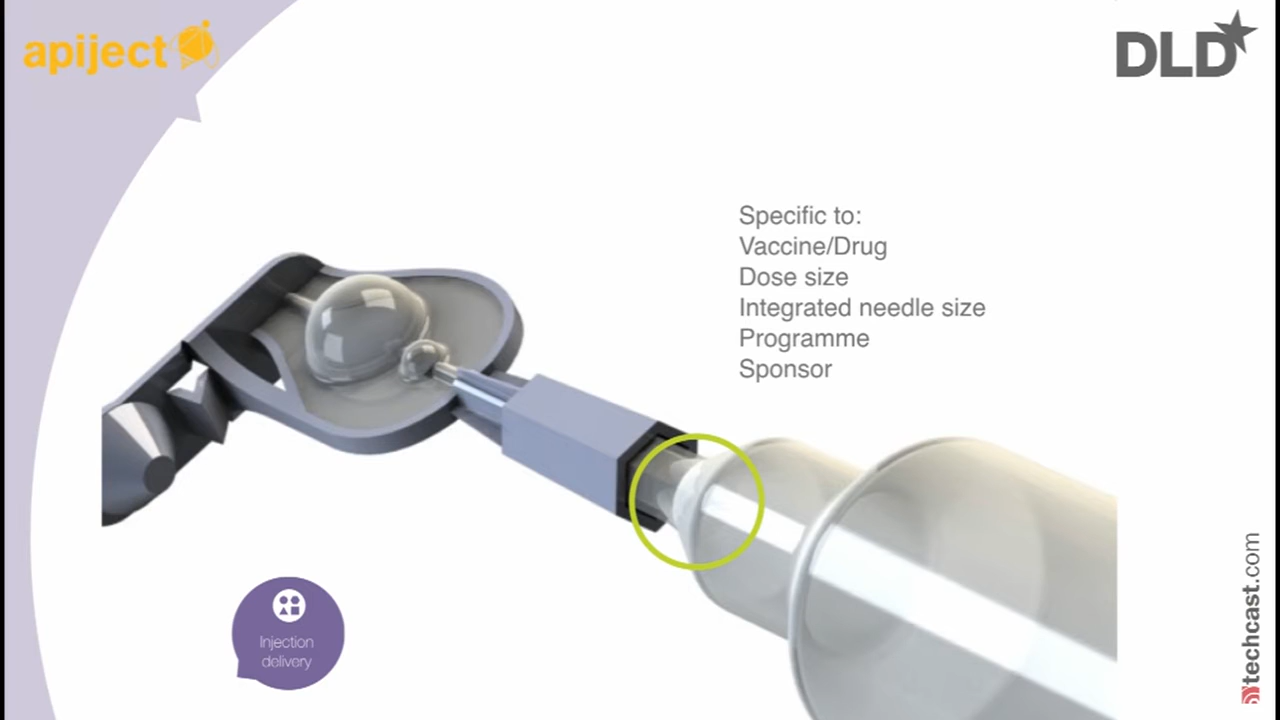 apiject
DLD
Specific to:
Vaccine/Drug
Dose size
Integrated needle size
Programme
Sponsor
Injection
delivery
techcast.com